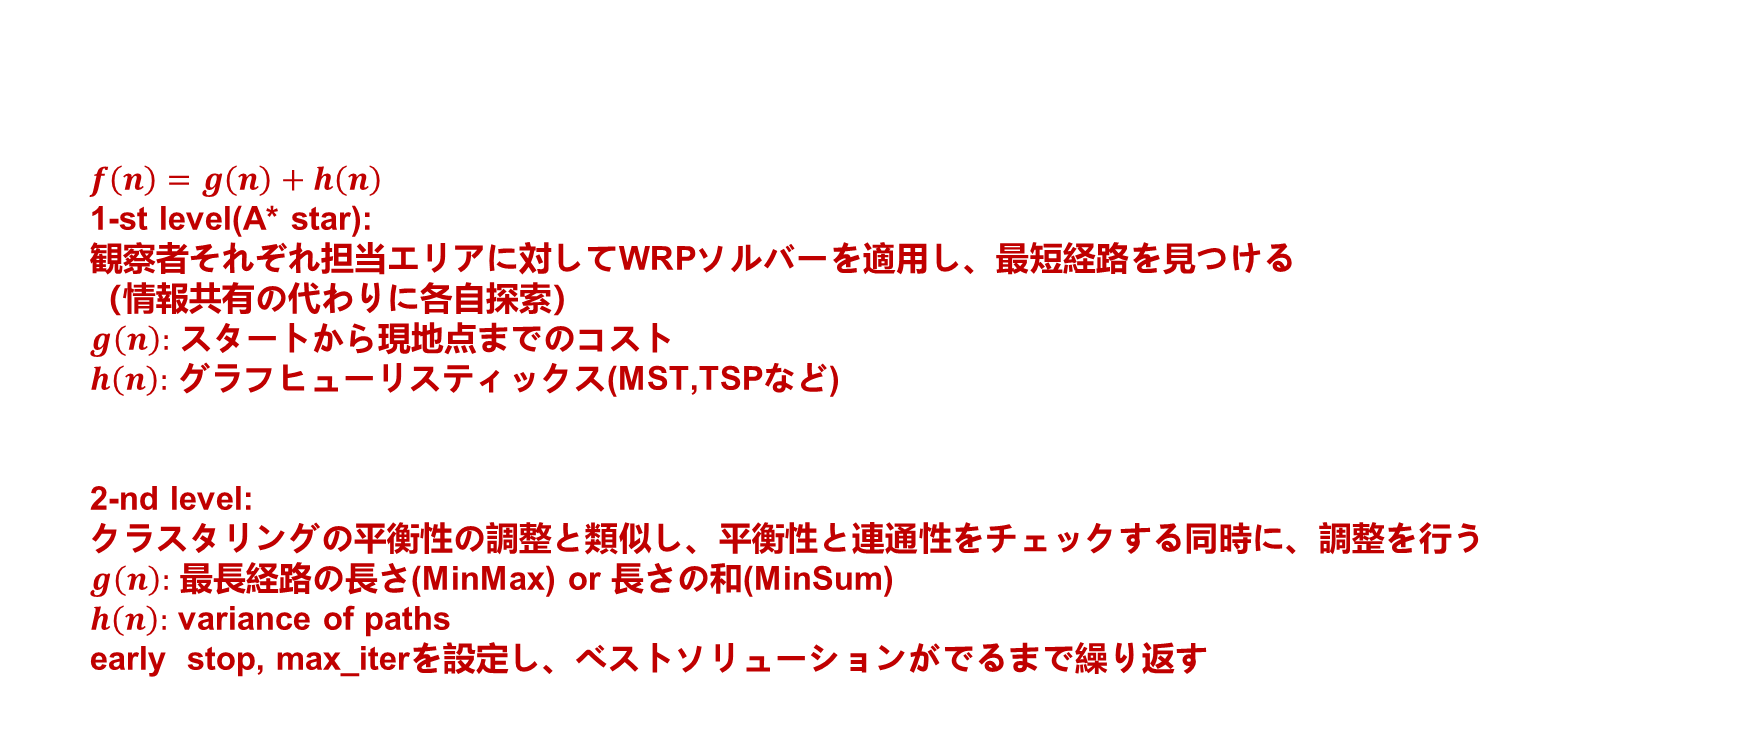 f(n) = g(n) + h(n)
1-st level(A* star):
観察者それぞれ担当エリアに対してWRPソルバーを適用し、最短経路を見つける
(情報共有の代わりに各自探索)
g(n): スタートから現地点までのコスト
h(n): グラフヒューリスティックス(MST,TSPなど)
2-nd level:
クラスタリングの平衡性の調整と類似し、平衡性と連通性をチェックする同時に、調整を行う
g(n): 最長経路の長さ(MinMax) or 長さの和(MinSum)
h(n): variance of paths
early stop, max_iterを設定し、ベストソリューションがでるまで繰り返す